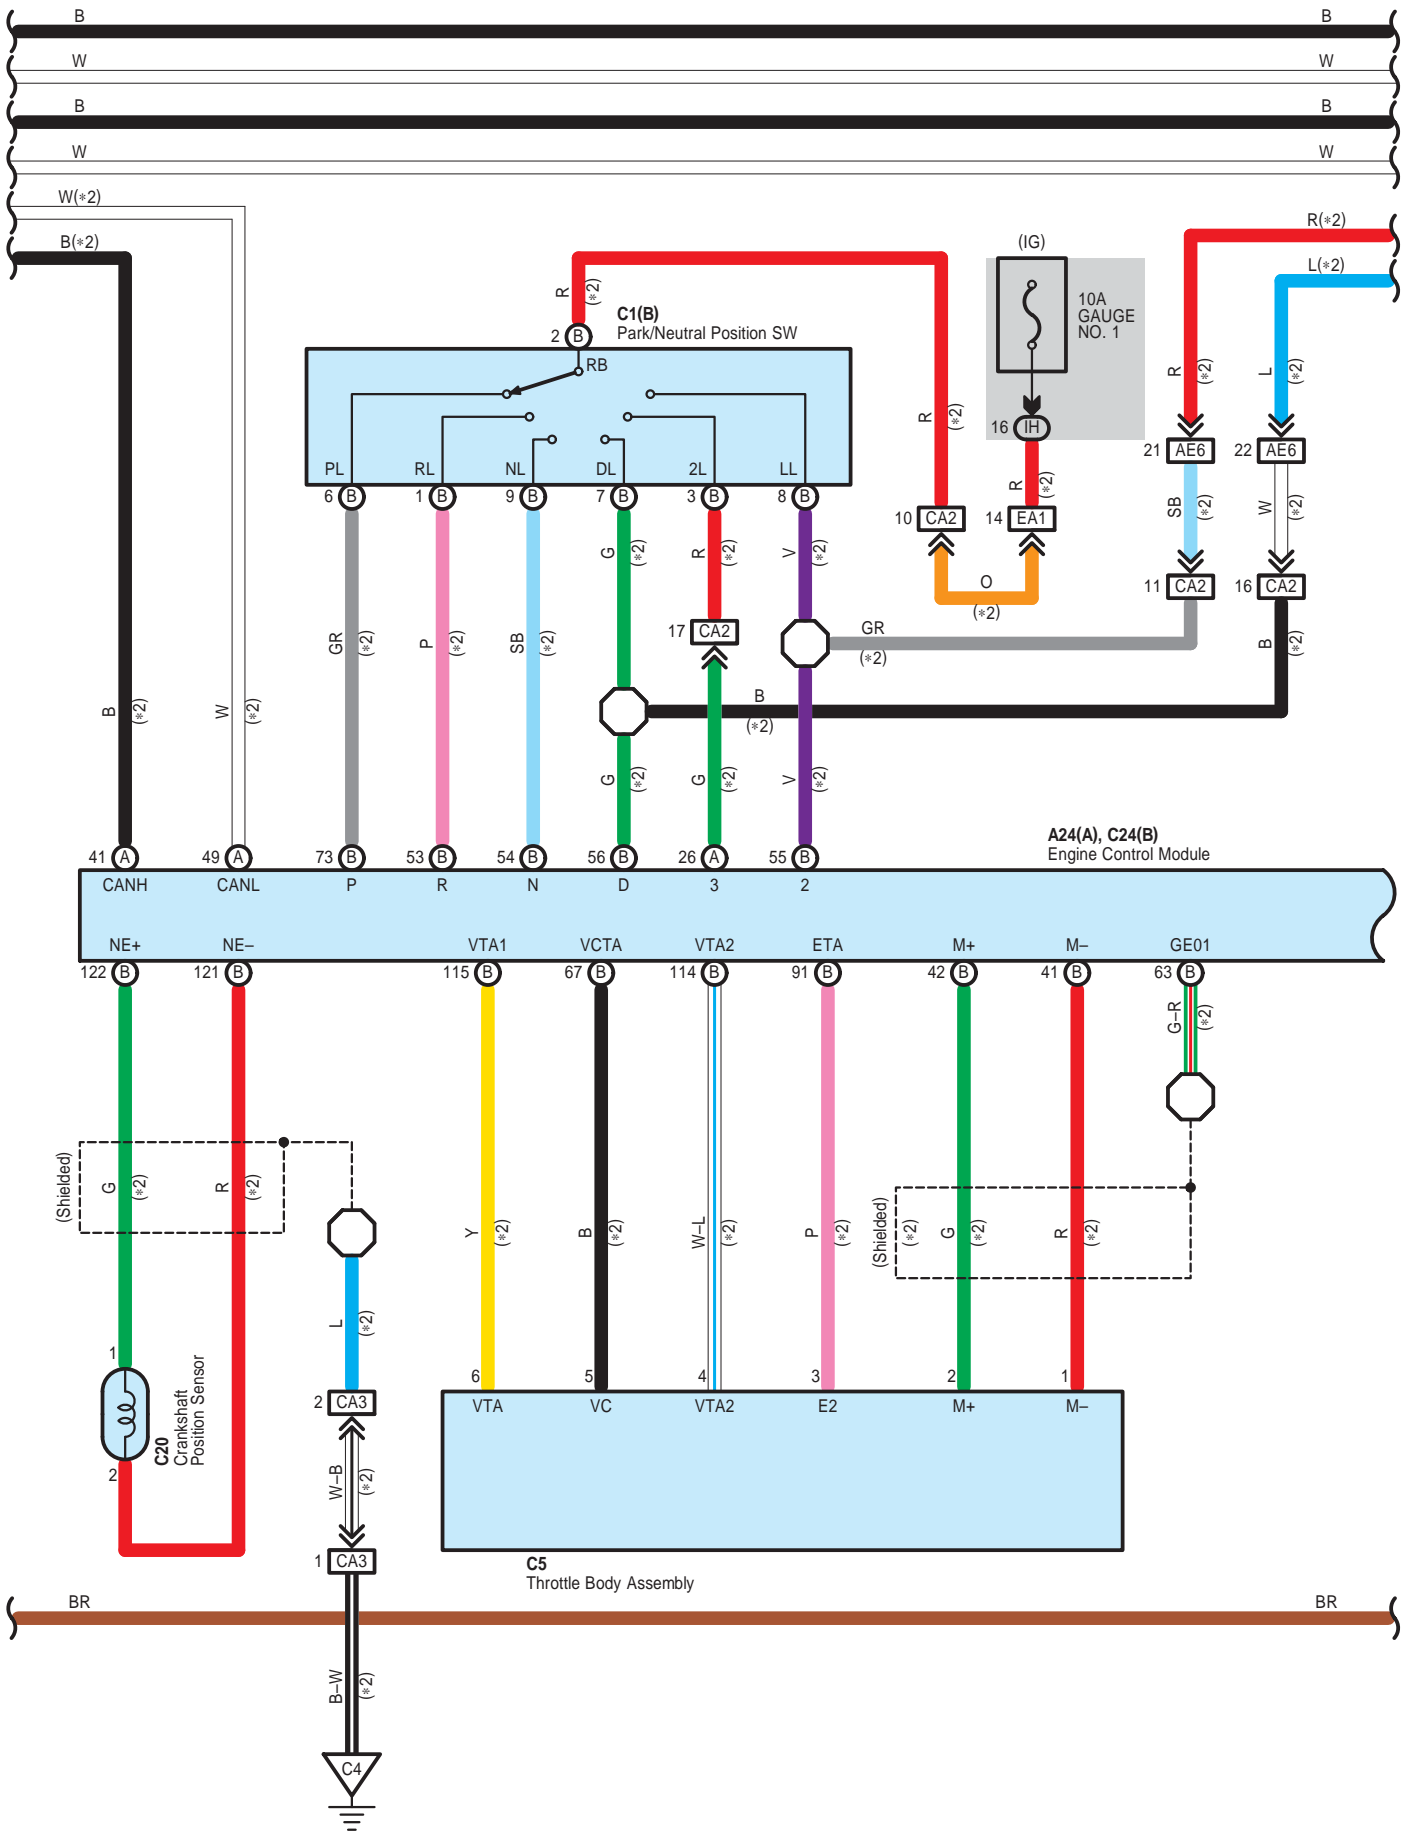 B B
W W
B B
W W
W(*2)
B(*2)
R(*2)
L(*2)
(IG)
10A
GAUGE
NO. 1
16 IH
R (*2)
C1(B)
Park/Neutral Position SW
2 B
RB
PL RL NL DL 2L LL
6 B 1 B 9 B 7 B 3 B 8 B
R (*2)
R (*2)
R (*2)
L (*2)
21 AE6 22 AE6
10 CA2 14 EA1
SB (*2)
W (*2)
O
(*2)
11 CA2 16 CA2
G (*2)
R (*2)
V (*2)
17 CA2
GR
(*2)
B (*2)
GR (*2)
P (*2)
SB (*2)
B (*2)
W (*2)
B
(*2)
G (*2)
G (*2)
V (*2)
A24(A), C24(B)
Engine Control Module
41 A 49 A 73 B 53 B 54 B 56 B 26 A 55 B
CANH CANL P R N D 3 2
NE+ NE− VTA1 VCTA VTA2 ETA M+ M− GE01
122 B 121 B 115 B 67 B 114 B 91 B 42 B 41 B 63 B
G−R (*2)
(Shielded)
G (*2)
R (*2)
Y (*2)
B (*2)
W−L (*2)
P (*2)
(Shielded)
(*2)
G (*2)
R (*2)
L (*2)
1
C20
Crankshaft
Position Sensor
2
2 CA3
W−B (*2)
1 CA3
6 5 4 3 2 1
VTA VC VTA2 E2 M+ M−
C5
Throttle Body Assembly
BR BR
B−W (*2)
C4